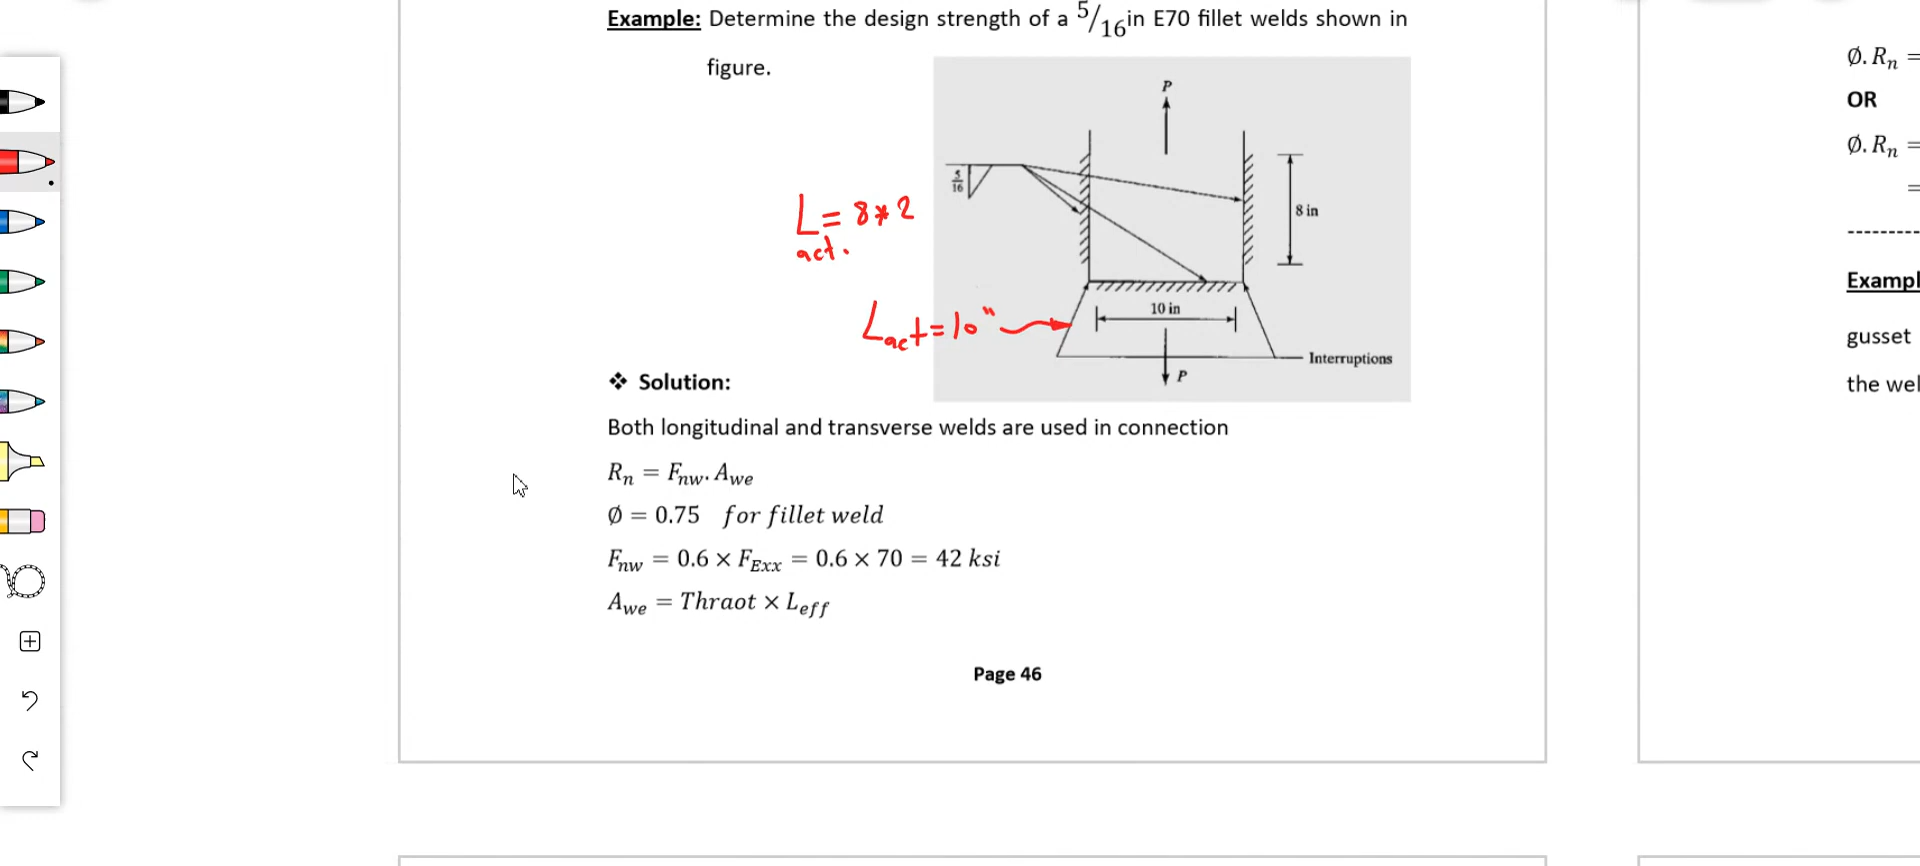 Example: Determine the design strength of a 5/16 in E70 fillet welds shown in
figure.
P
5/16
8 in
L = 8*2
act.
10 in
Lact = 10"
Interruptions
P
❖ Solution:
Both longitudinal and transverse welds are used in connection
Rn = Fnw. Awe
Ø = 0.75 for fillet weld
Fnw = 0.6 × FExx = 0.6 × 70 = 42 ksi
Awe = Thraot × Leff
Page 46
Ø. Rn =
OR
Ø. Rn =
=
---------
Exampl
gusset
the wel